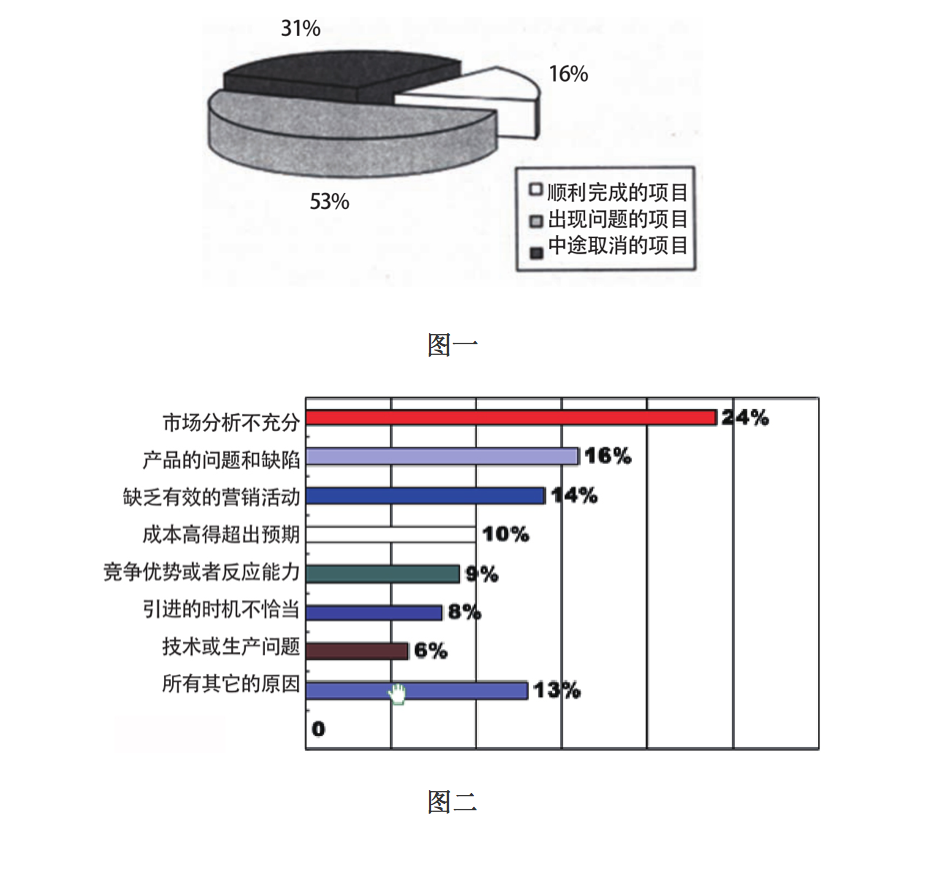 31%
16%
53%
顺利完成的项目
出现问题的项目
中途取消的项目
图一
市场分析不充分 24%
产品的问题和缺陷 16%
缺乏有效的营销活动 14%
成本高得超出预期 10%
竞争优势或者反应能力 9%
引进的时机不恰当 8%
技术或生产问题 6%
所有其它的原因 13%
0
图二